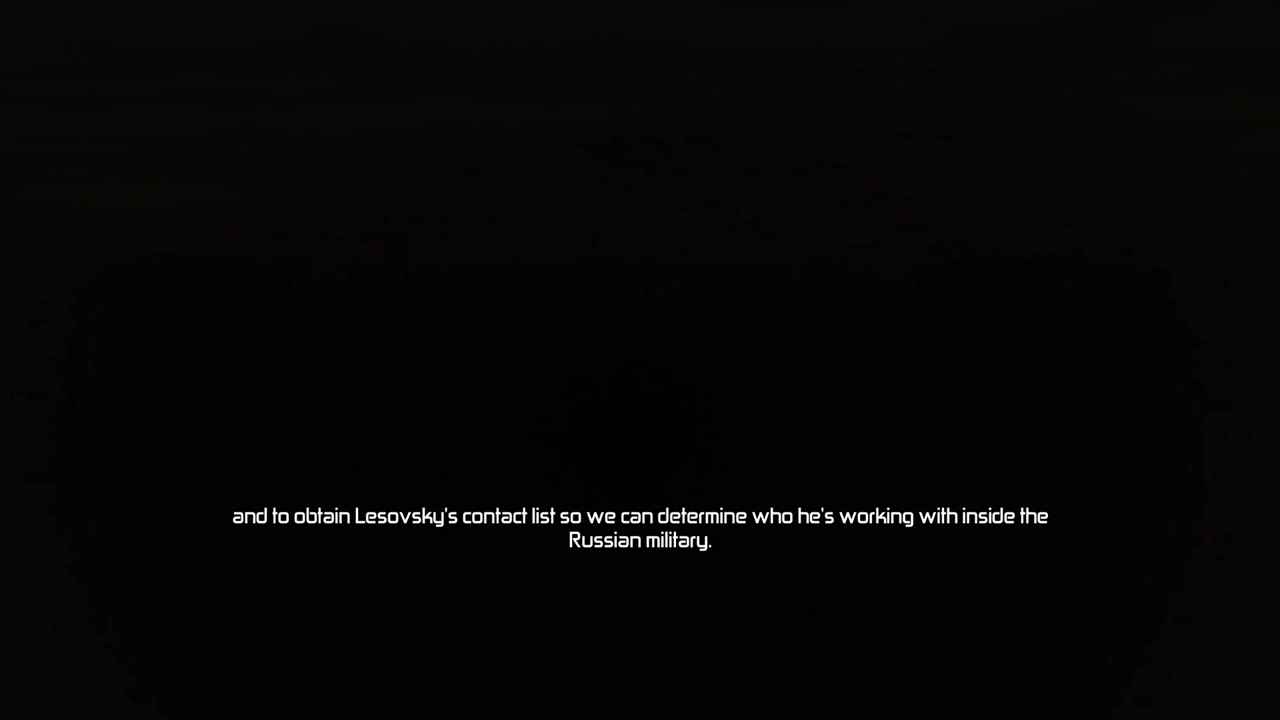 and to obtain Lesovsky's contact list so we can determine who he's working with inside the
Russian military.